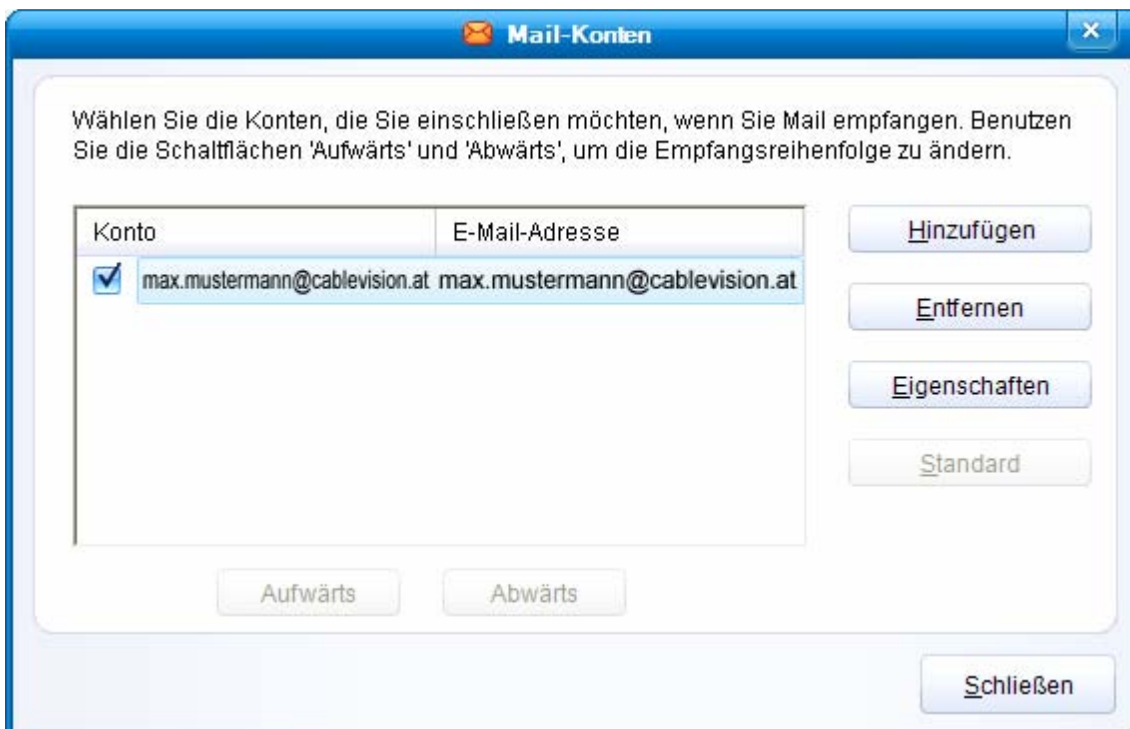 Mail-Konten
Wählen Sie die Konten, die Sie einschließen möchten, wenn Sie Mail empfangen. Benutzen
Sie die Schaltflächen 'Aufwärts' und 'Abwärts', um die Empfangsreihenfolge zu ändern.
Konto E-Mail-Adresse
max.mustermann@cablevision.at max.mustermann@cablevision.at
Hinzufügen
Entfernen
Eigenschaften
Standard
Aufwärts Abwärts
Schließen